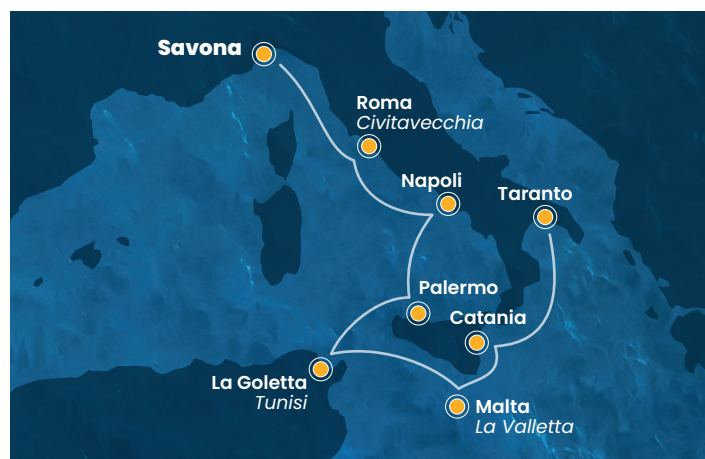 Savona
Roma
Civitavecchia
Napoli
Taranto
Palermo
Catania
La Goletta
Tunisi
Malta
La Valletta